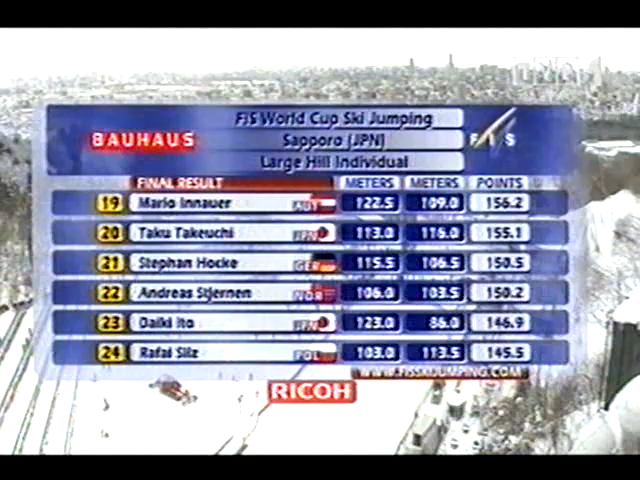 FIS World Cup Ski Jumping
BAUHAUS Sapporo (JPN) FIS
Large Hill Individual
FINAL RESULT METERS METERS POINTS
19 Mario Innauer AUT 122.5 109.0 156.2
20 Taku Takeuchi JPN 113.0 116.0 155.1
21 Stephan Hocke GER 115.5 106.5 150.5
22 Andreas Stjernen NOR 106.0 103.5 150.2
23 Daiki Ito JPN 123.0 86.0 146.9
24 Rafal Sliz POL 103.0 113.5 145.5
WWW.FISSKIJUMPING.COM
RICOH